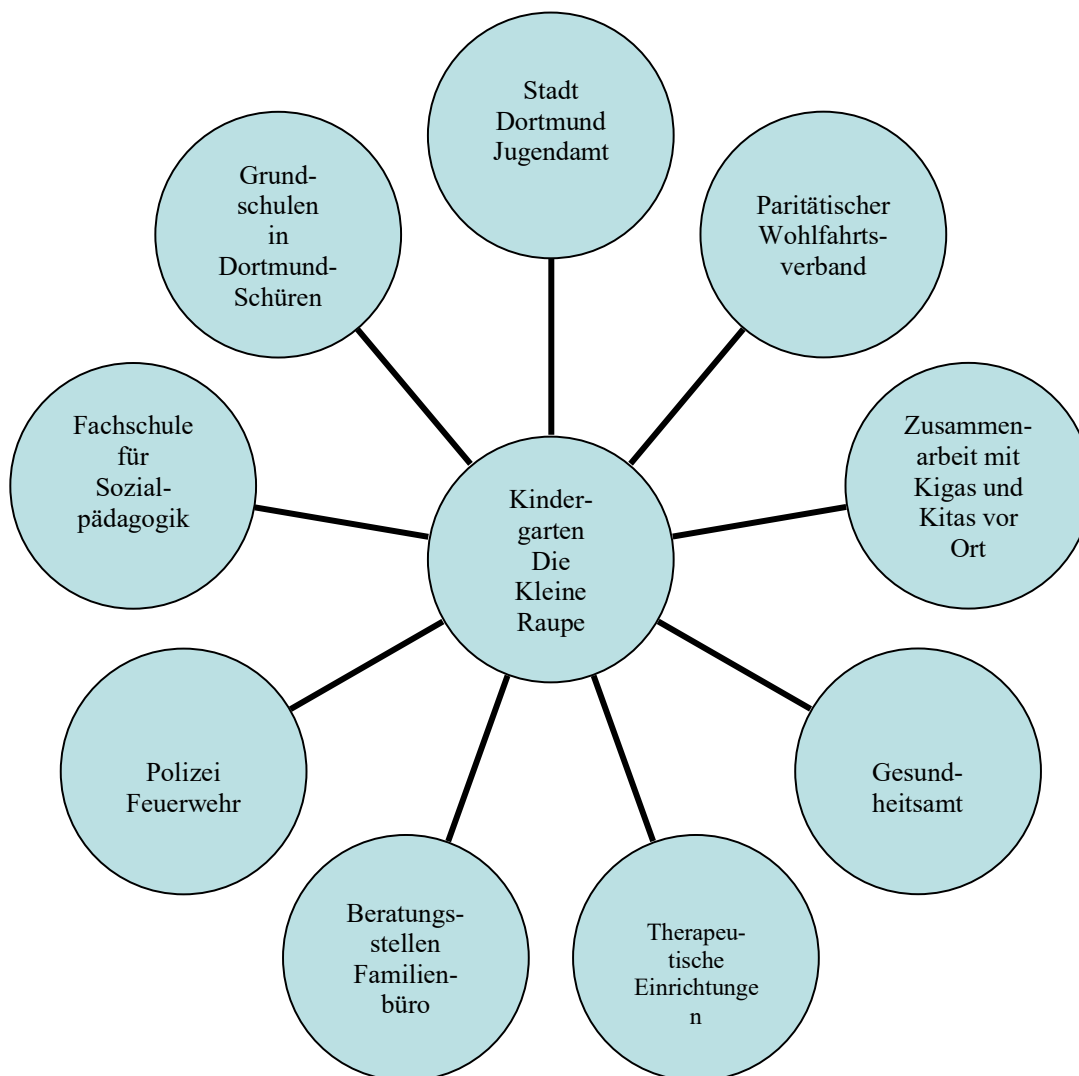 Stadt
Dortmund
Jugendamt
Paritätischer
Wohlfahrts-
verband
Zusammen-
arbeit mit
Kigas und
Kitas vor
Ort
Gesund-
heitsamt
Therapeu-
tische
Einrichtunge
n
Beratungs-
stellen
Familien-
büro
Polizei
Feuerwehr
Fachschule
für
Sozial-
pädagogik
Grund-
schulen
in
Dortmund-
Schüren
Kinder-
garten
Die
Kleine
Raupe